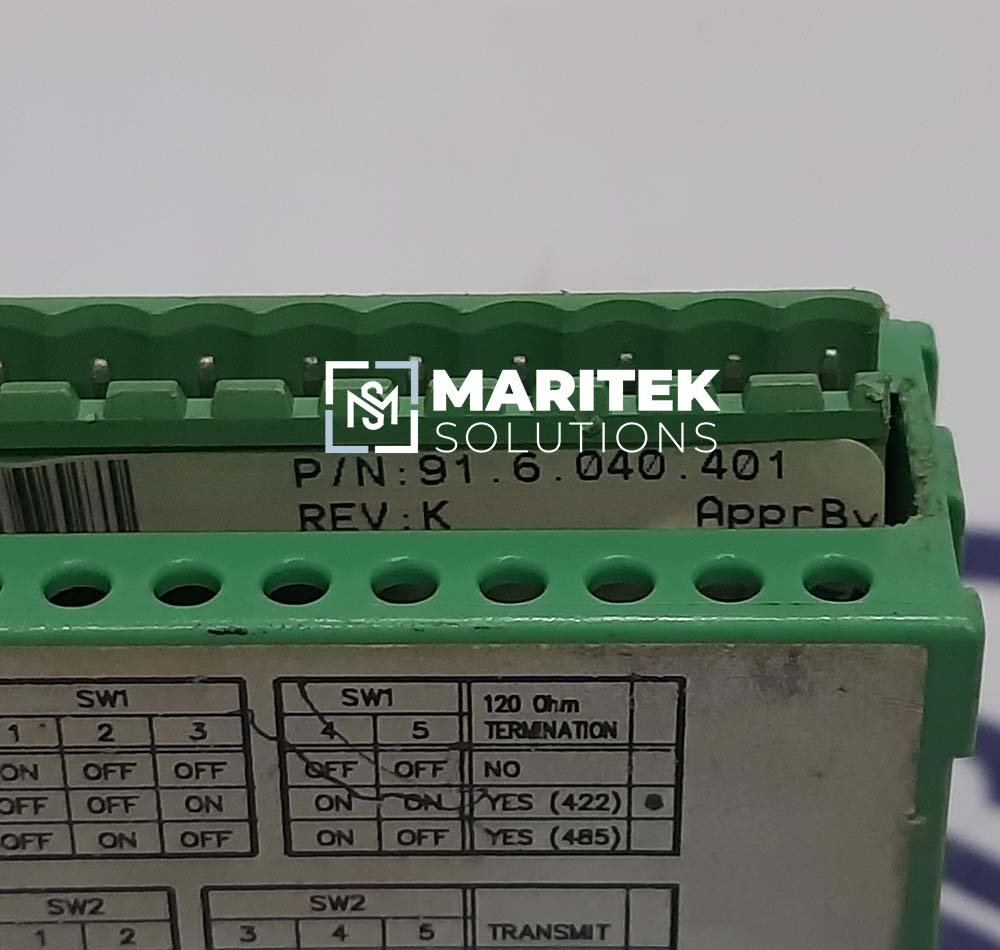 SM MARITEK
SOLUTIONS
P/N:91.6.040.401
REV:K ApprBy
SW1
1 2 3
ON OFF OFF
OFF OFF ON
OFF ON OFF
SW1 120 Ohm
4 5 TERMINATION
OFF OFF NO
ON ON YES (422)
ON OFF YES (485)
SW2
1 2
SW2
3 4 5 TRANSMIT